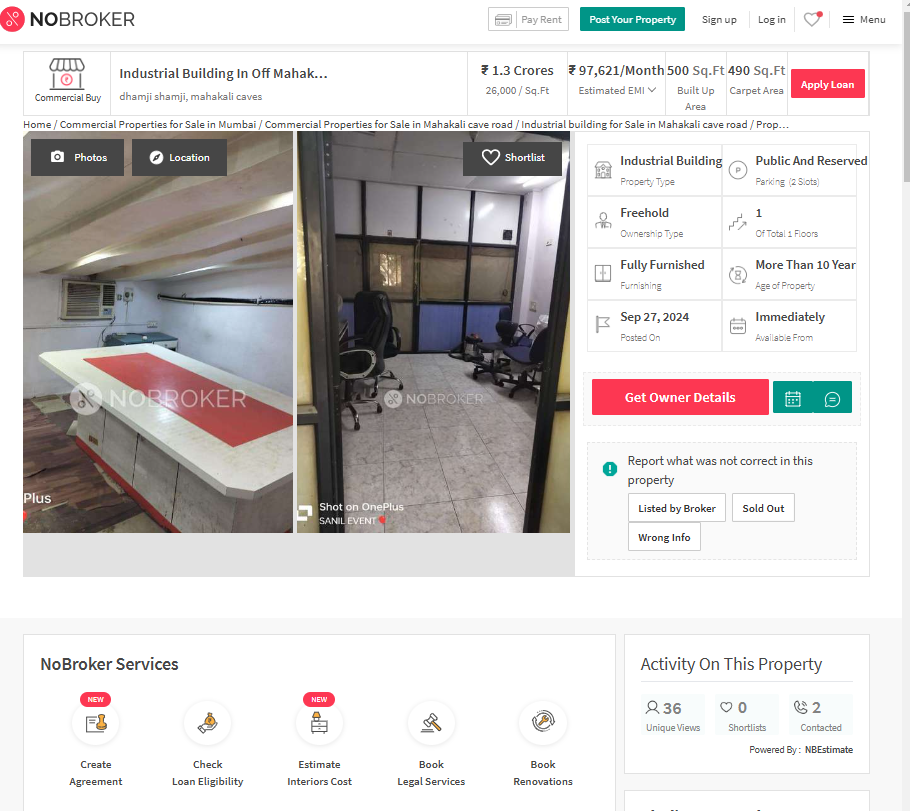 NOBROKER
Pay Rent
Post Your Property
Sign up
Log in
Menu
Commercial Buy
Industrial Building In Off Mahak…
dhamji shamji, mahakali caves
₹ 1.3 Crores
26,000 / Sq.Ft
₹ 97,621/Month
Estimated EMI
500 Sq.Ft
Built Up
Area
490 Sq.Ft
Carpet Area
Apply Loan
Home / Commercial Properties for Sale in Mumbai / Commercial Properties for Sale in Mahakali cave road / Industrial building for Sale in Mahakali cave road / Prop…
Photos
Location
Shortlist
NOBROKER
NOBROKER
Plus
Shot on OnePlus
SANIL EVENT
Industrial Building
Property Type
Public And Reserved
Parking (2 Slots)
Freehold
Ownership Type
1
Of Total 1 Floors
Fully Furnished
Furnishing
More Than 10 Year
Age of Property
Sep 27, 2024
Posted On
Immediately
Available From
Get Owner Details
Report what was not correct in this
property
Listed by Broker
Sold Out
Wrong Info
NoBroker Services
NEW
Create
Agreement
Check
Loan Eligibility
NEW
Estimate
Interiors Cost
Book
Legal Services
Book
Renovations
Activity On This Property
36
Unique Views
0
Shortlists
2
Contacted
Powered By : NBEstimate